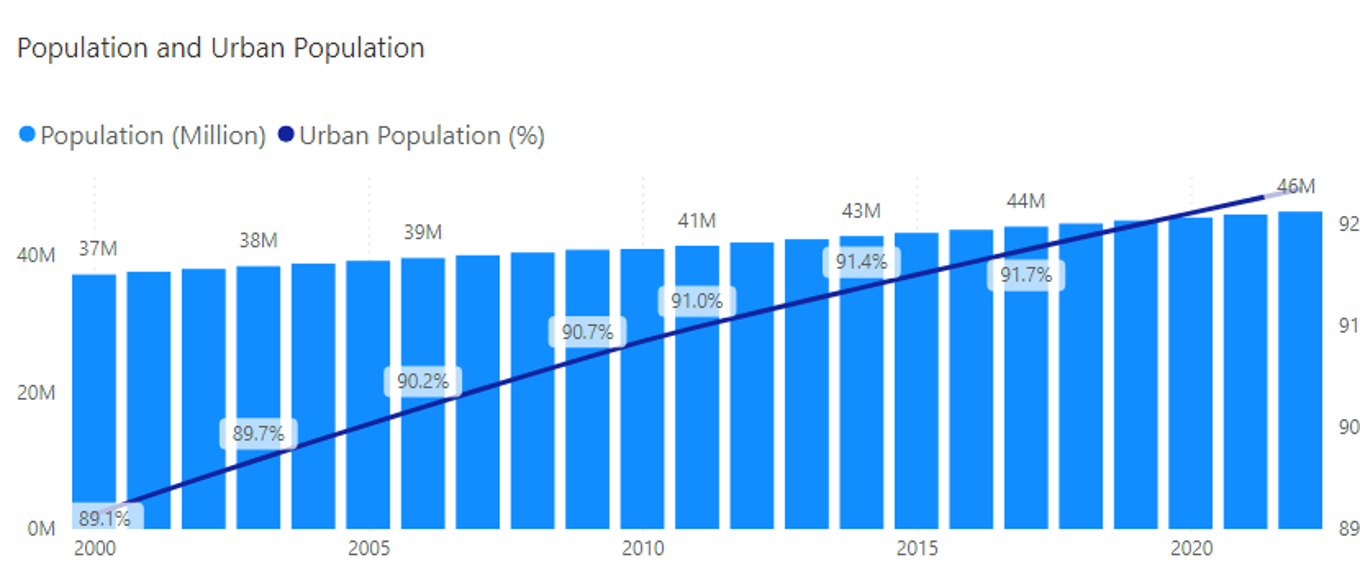 Population and Urban Population
Population (Million) Urban Population (%)
46M
44M
43M
41M
39M
38M
37M
40M
92
91.4%
91.7%
91.0%
91
90.7%
90.2%
20M
89.7%
90
89.1%
0M
89
2000 2005 2010 2015 2020